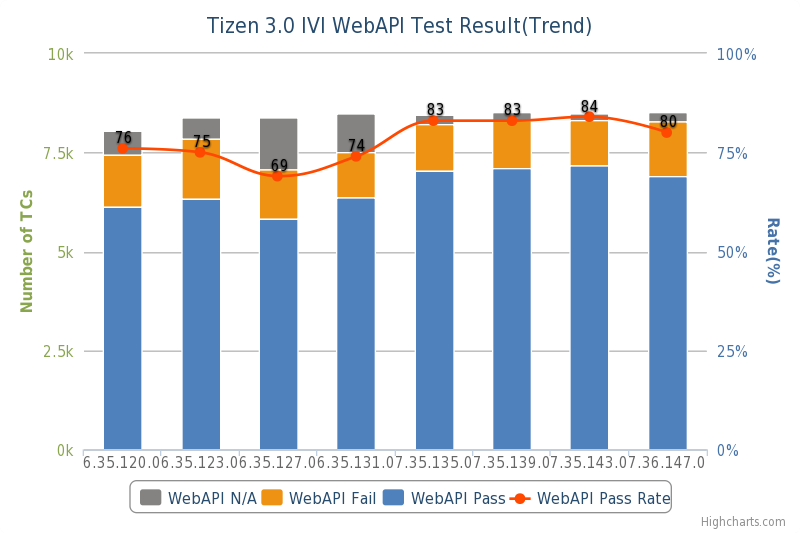 Tizen 3.0 IVI WebAPI Test Result(Trend)
10k
100%
7.5k
75%
5k
50%
2.5k
25%
0k
0%
Number of TCs
Rate(%)
76
75
69
74
83
83
84
80
6.35.120.0
6.35.123.0
6.35.127.0
6.35.131.0
7.35.135.0
7.35.139.0
7.35.143.0
7.36.147.0
WebAPI N/A
WebAPI Fail
WebAPI Pass
WebAPI Pass Rate
Highcharts.com